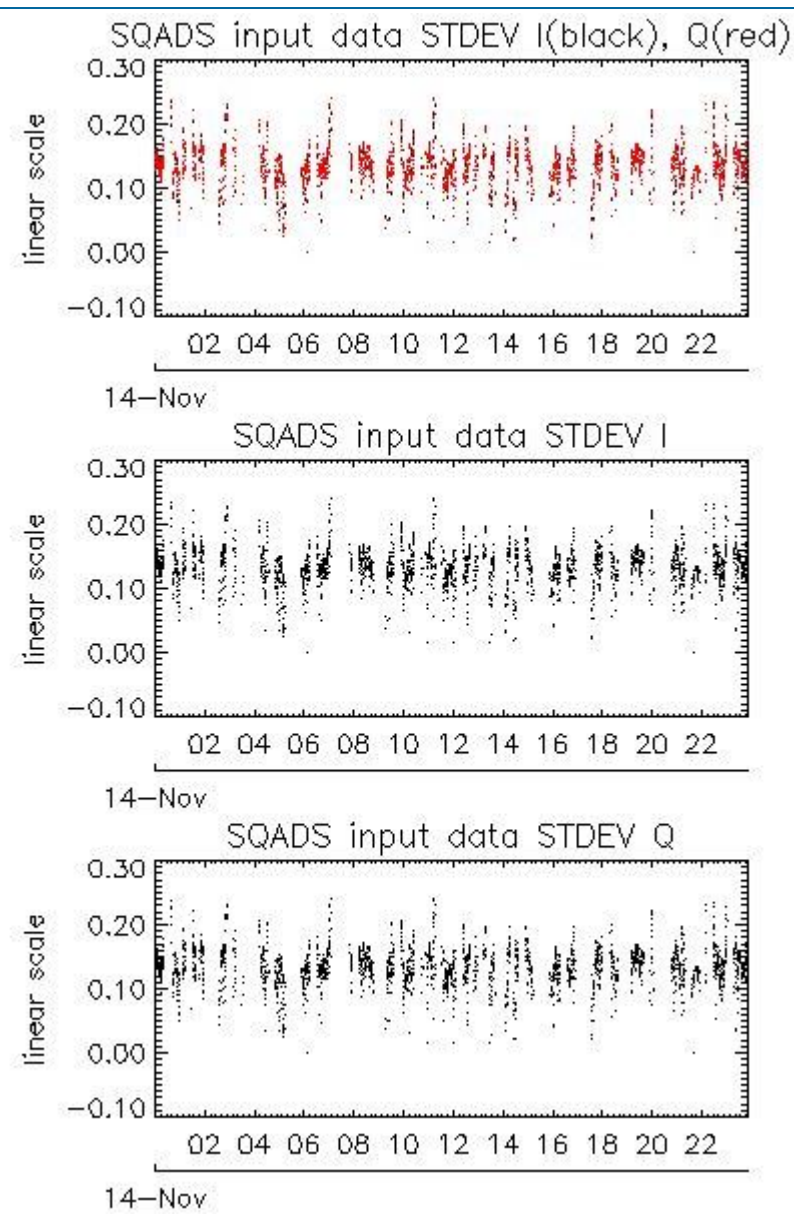 SQADS input data STDEV I(black), Q(red)
0.30
0.20
0.10
0.00
−0.10
linear scale
02 04 06 08 10 12 14 16 18 20 22
14−Nov
SQADS input data STDEV I
0.30
0.20
0.10
0.00
−0.10
linear scale
02 04 06 08 10 12 14 16 18 20 22
14−Nov
SQADS input data STDEV Q
0.30
0.20
0.10
0.00
−0.10
linear scale
02 04 06 08 10 12 14 16 18 20 22
14−Nov